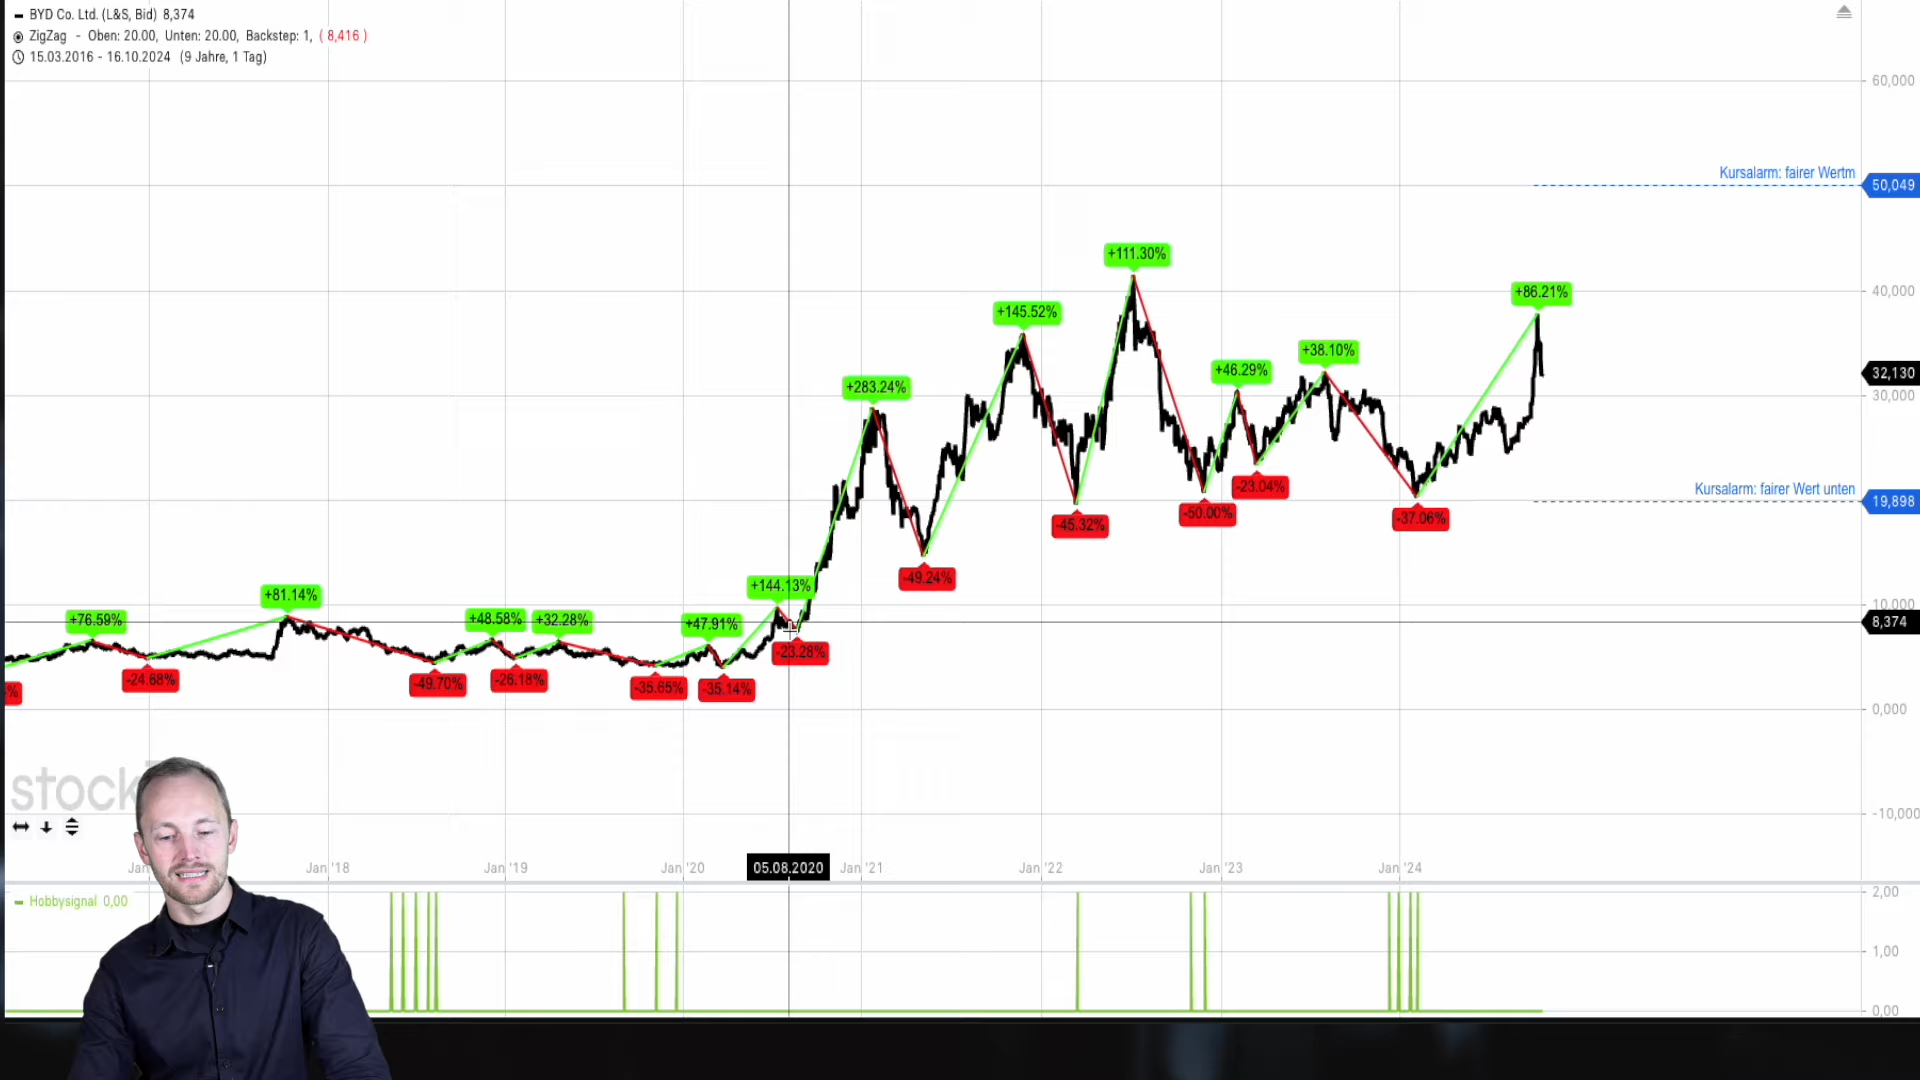 BYD Co. Ltd. (L&S, Bid) 8,374
ZigZag - Oben: 20.00, Unten: 20.00, Backstep: 1, ( 8,416 )
15.03.2016 - 16.10.2024 (9 Jahre, 1 Tag)
60,000
Kursalarm: fairer Wertm
50,049
+111.30%
40,000
+86.21%
+145.52%
+38.10%
+46.29%
32,130
+283.24%
30,000
Kursalarm: fairer Wert unten
19,898
-23.04%
-50.00%
-37.06%
-45.32%
-49.24%
+144.13%
+81.14%
10,000
+76.59%
+48.58%
+32.28%
+47.91%
8,374
-23.28%
-24.68%
-49.70%
-26.18%
-35.65%
-35.14%
%
0,000
stock
-10,000
Jan
Jan '18
Jan '19
Jan '20
05.08.2020
Jan '21
Jan '22
Jan '23
Jan '24
Hobbysignal 0,00
2,00
1,00
0,00